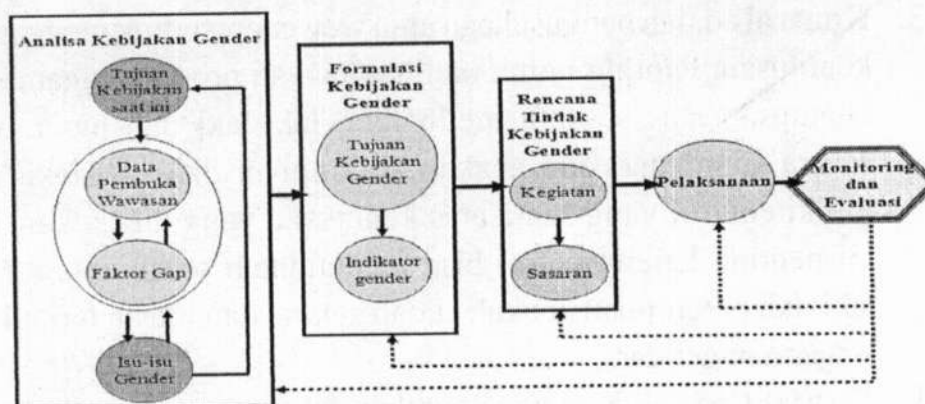 Analisa Kebijakan Gender
Tujuan
Kebijakan
saat ini
Data
Pembuka
Wawasan
Faktor Gap
Isu-isu
Gender
Formulasi
Kebijakan
Gender
Tujuan
Kebijakan
Gender
Indikator
gender
Rencana
Tindak
Kebijakan
Gender
Kegiatan
Sasaran
Pelaksanaan
Monitoring
dan
Evaluasi